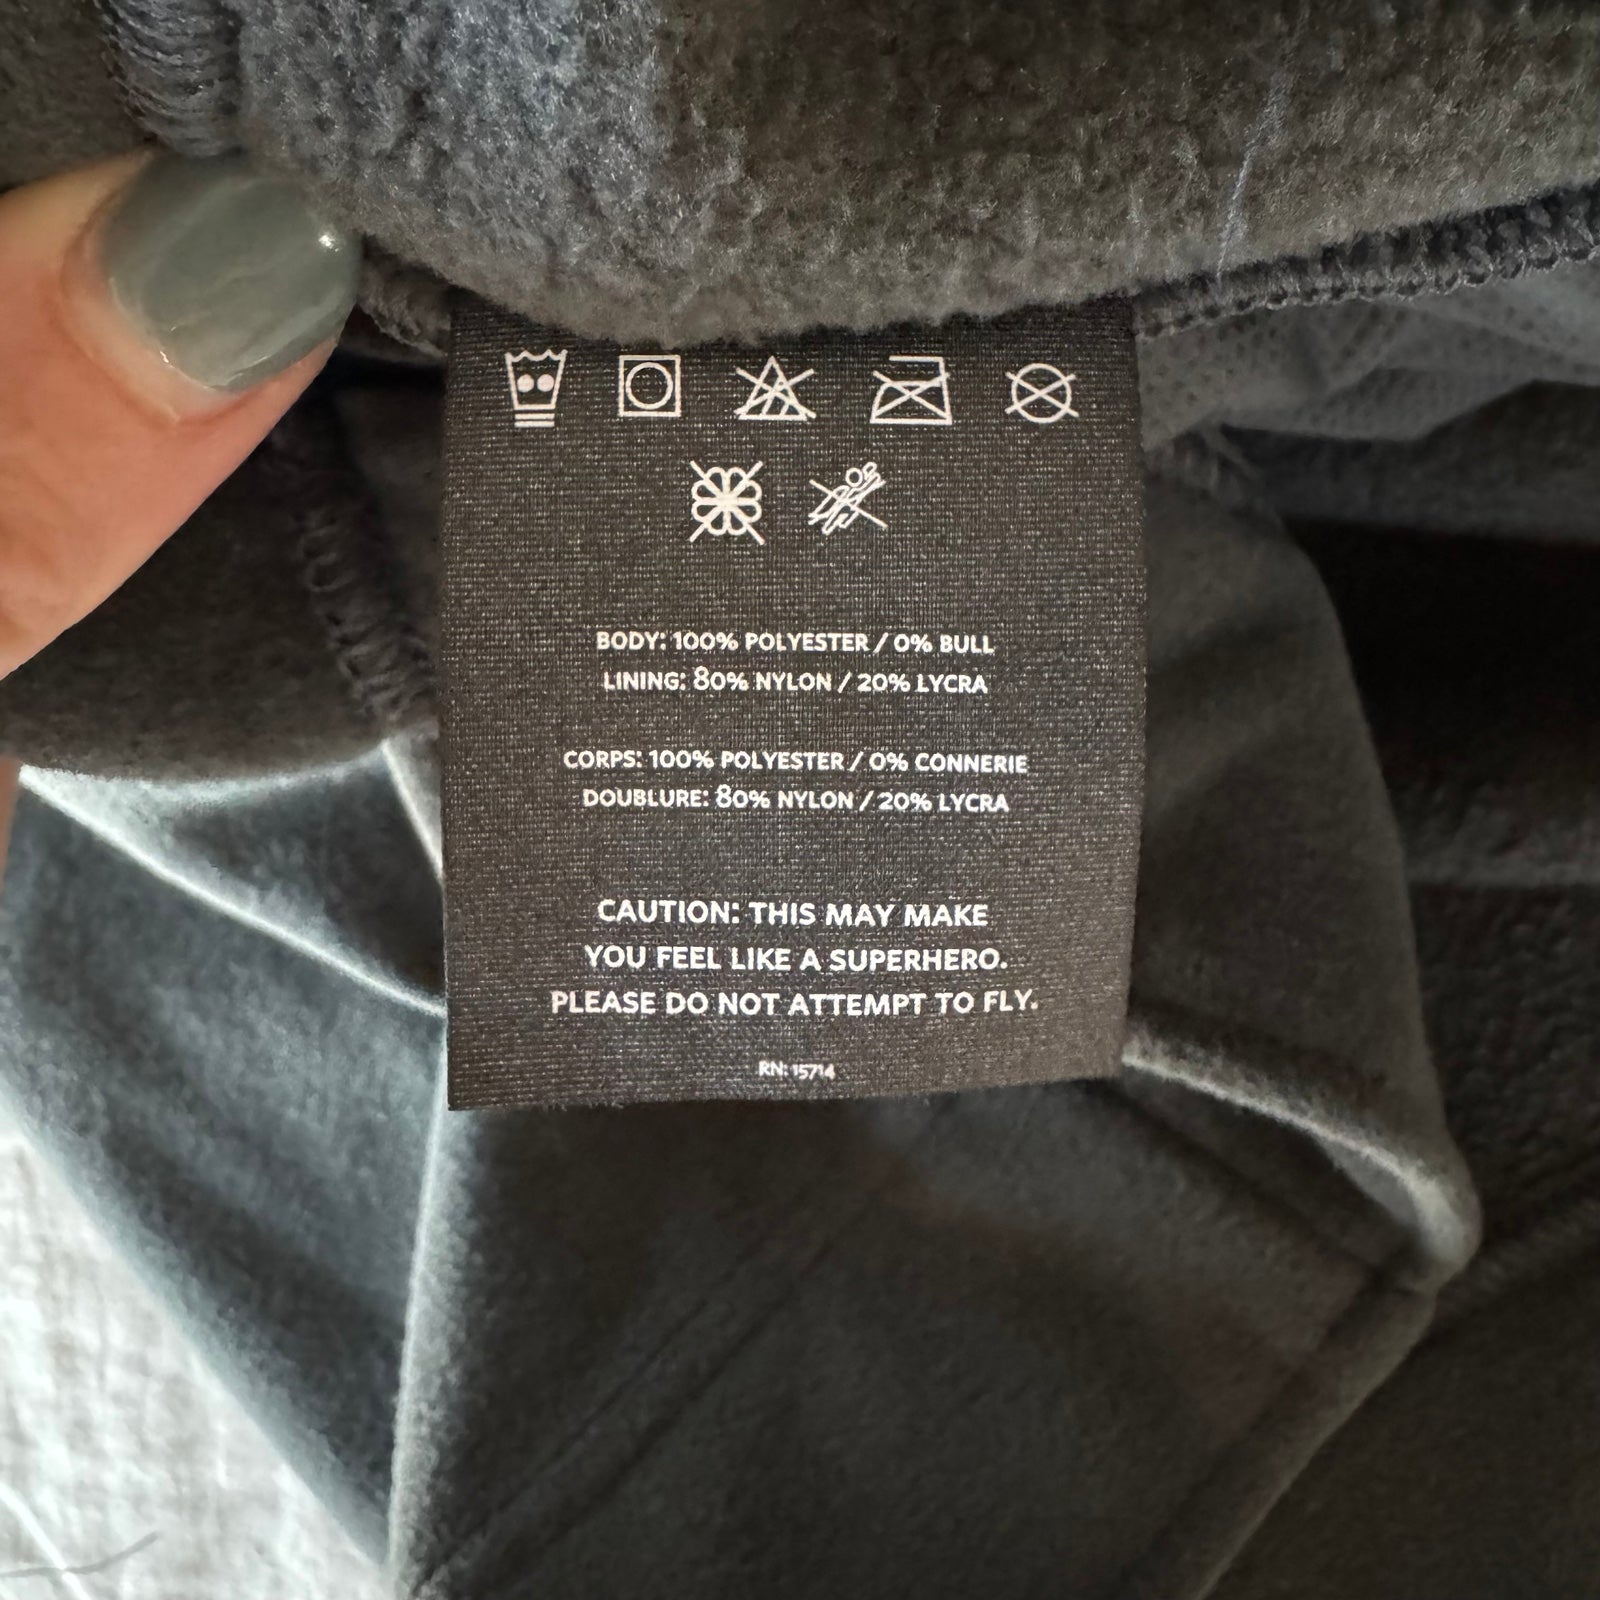 BODY: 100% POLYESTER / 0% BULL
LINING: 80% NYLON / 20% LYCRA
CORPS: 100% POLYESTER / 0% CONNERIE
DOUBLURE: 80% NYLON / 20% LYCRA
CAUTION: THIS MAY MAKE
YOU FEEL LIKE A SUPERHERO.
PLEASE DO NOT ATTEMPT TO FLY.
RN: 15714